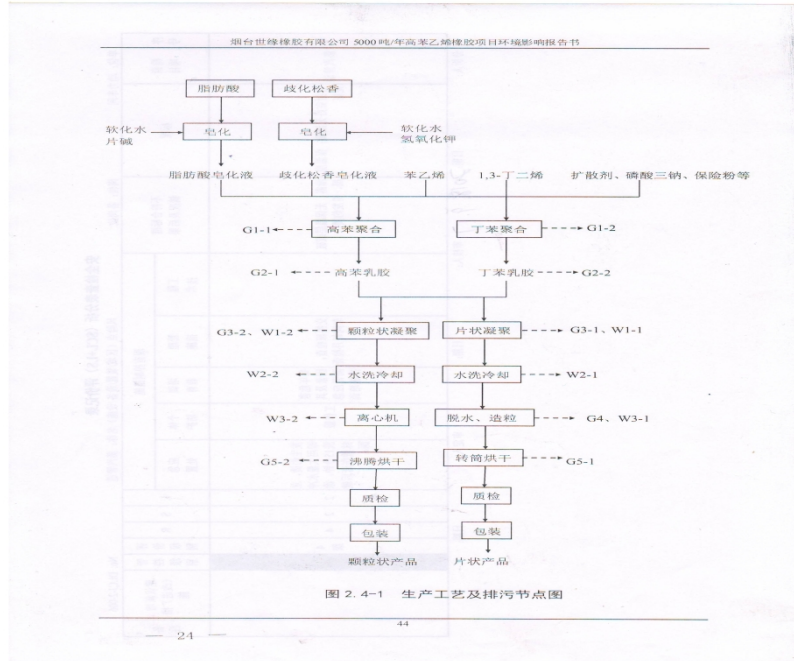 烟台世缘橡胶有限公司 5000 吨/年高苯乙烯橡胶项目环境影响报告书
脂肪酸 歧化松香
软化水 片碱 皂化 皂化 软化水 氢氧化钾
脂肪酸皂化液 歧化松香皂化液 苯乙烯 1,3-丁二烯 扩散剂、磷酸三钠、保险粉等
G1-1 高苯聚合 丁苯聚合 G1-2
G2-1 高苯乳胶 丁苯乳胶 G2-2
G3-2、W1-2 颗粒状凝聚 片状凝聚 G3-1、W1-1
W2-2 水洗冷却 水洗冷却 W2-1
W3-2 离心机 脱水、造粒 G4、W3-1
G5-2 沸腾烘干 转筒烘干 G5-1
质检 质检
包装 包装
颗粒状产品 片状产品
图 2.4-1 生产工艺及排污节点图
44
— 24 —